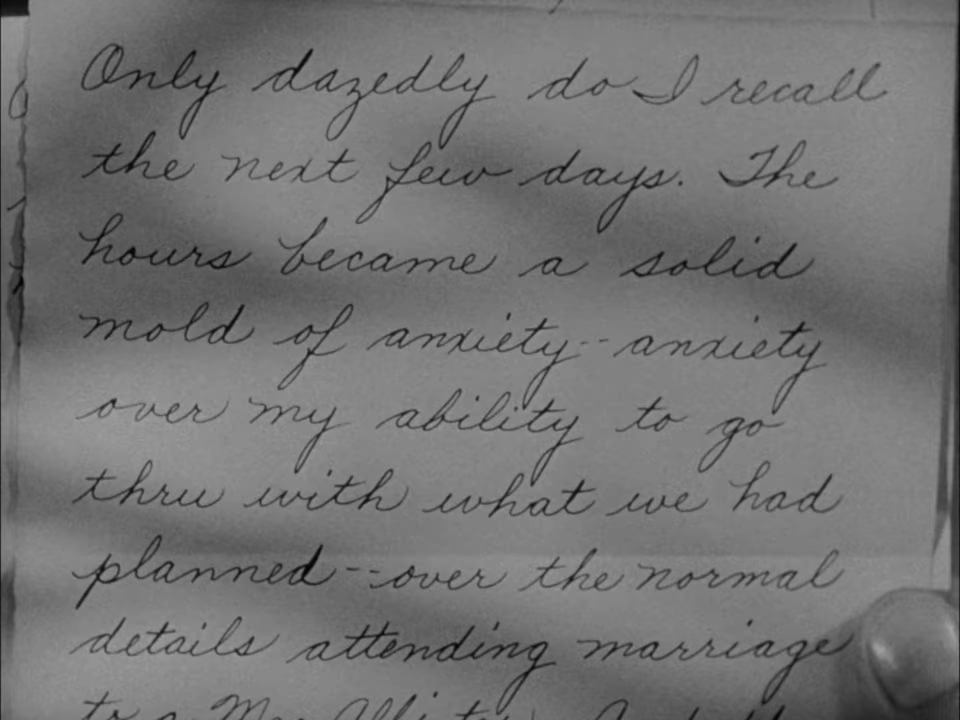 Only dazedly do I recall
the next few days. The
hours became a solid
mold of anxiety--anxiety
over my ability to go
thru with what we had
planned--over the normal
details attending marriage
to a